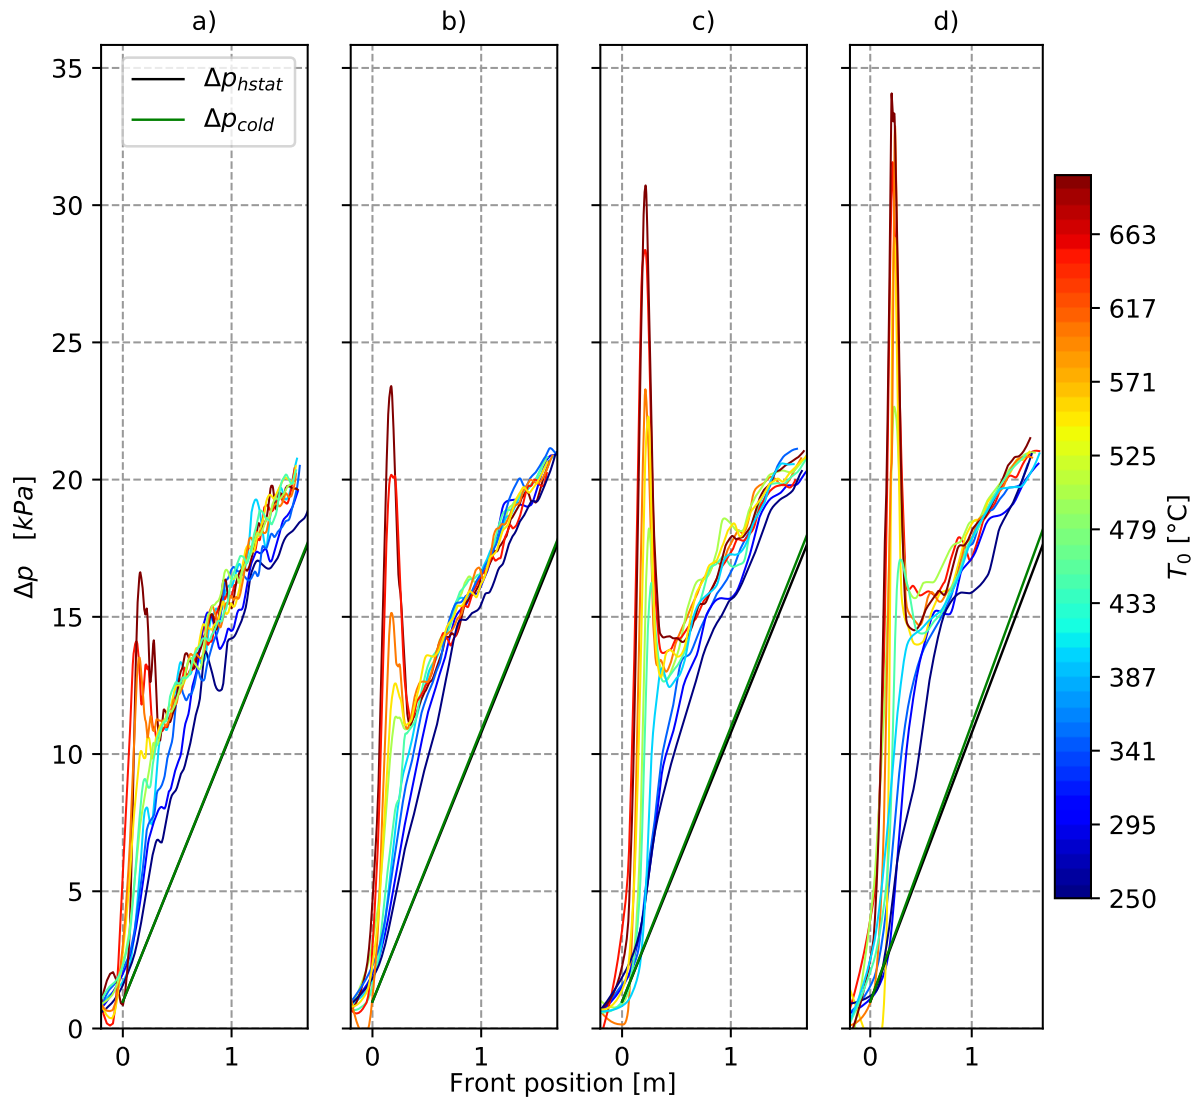 a) b) c) d)
Δp_hstat
Δp_cold
35
30
25
20
15
10
5
0
Δp [kPa]
0 1 0 1 0 1 0 1
Front position [m]
663
617
571
525
479
433
387
341
295
250
T_0 [°C]